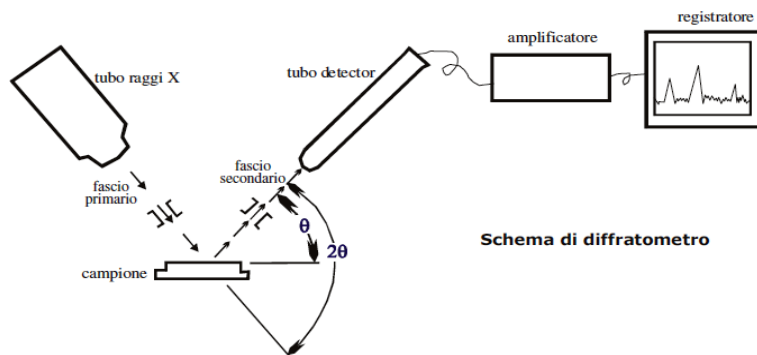 registratore
amplificatore
tubo raggi X
tubo detector
fascio
primario
fascio
secondario
θ
2θ
Schema di diffratometro
campione